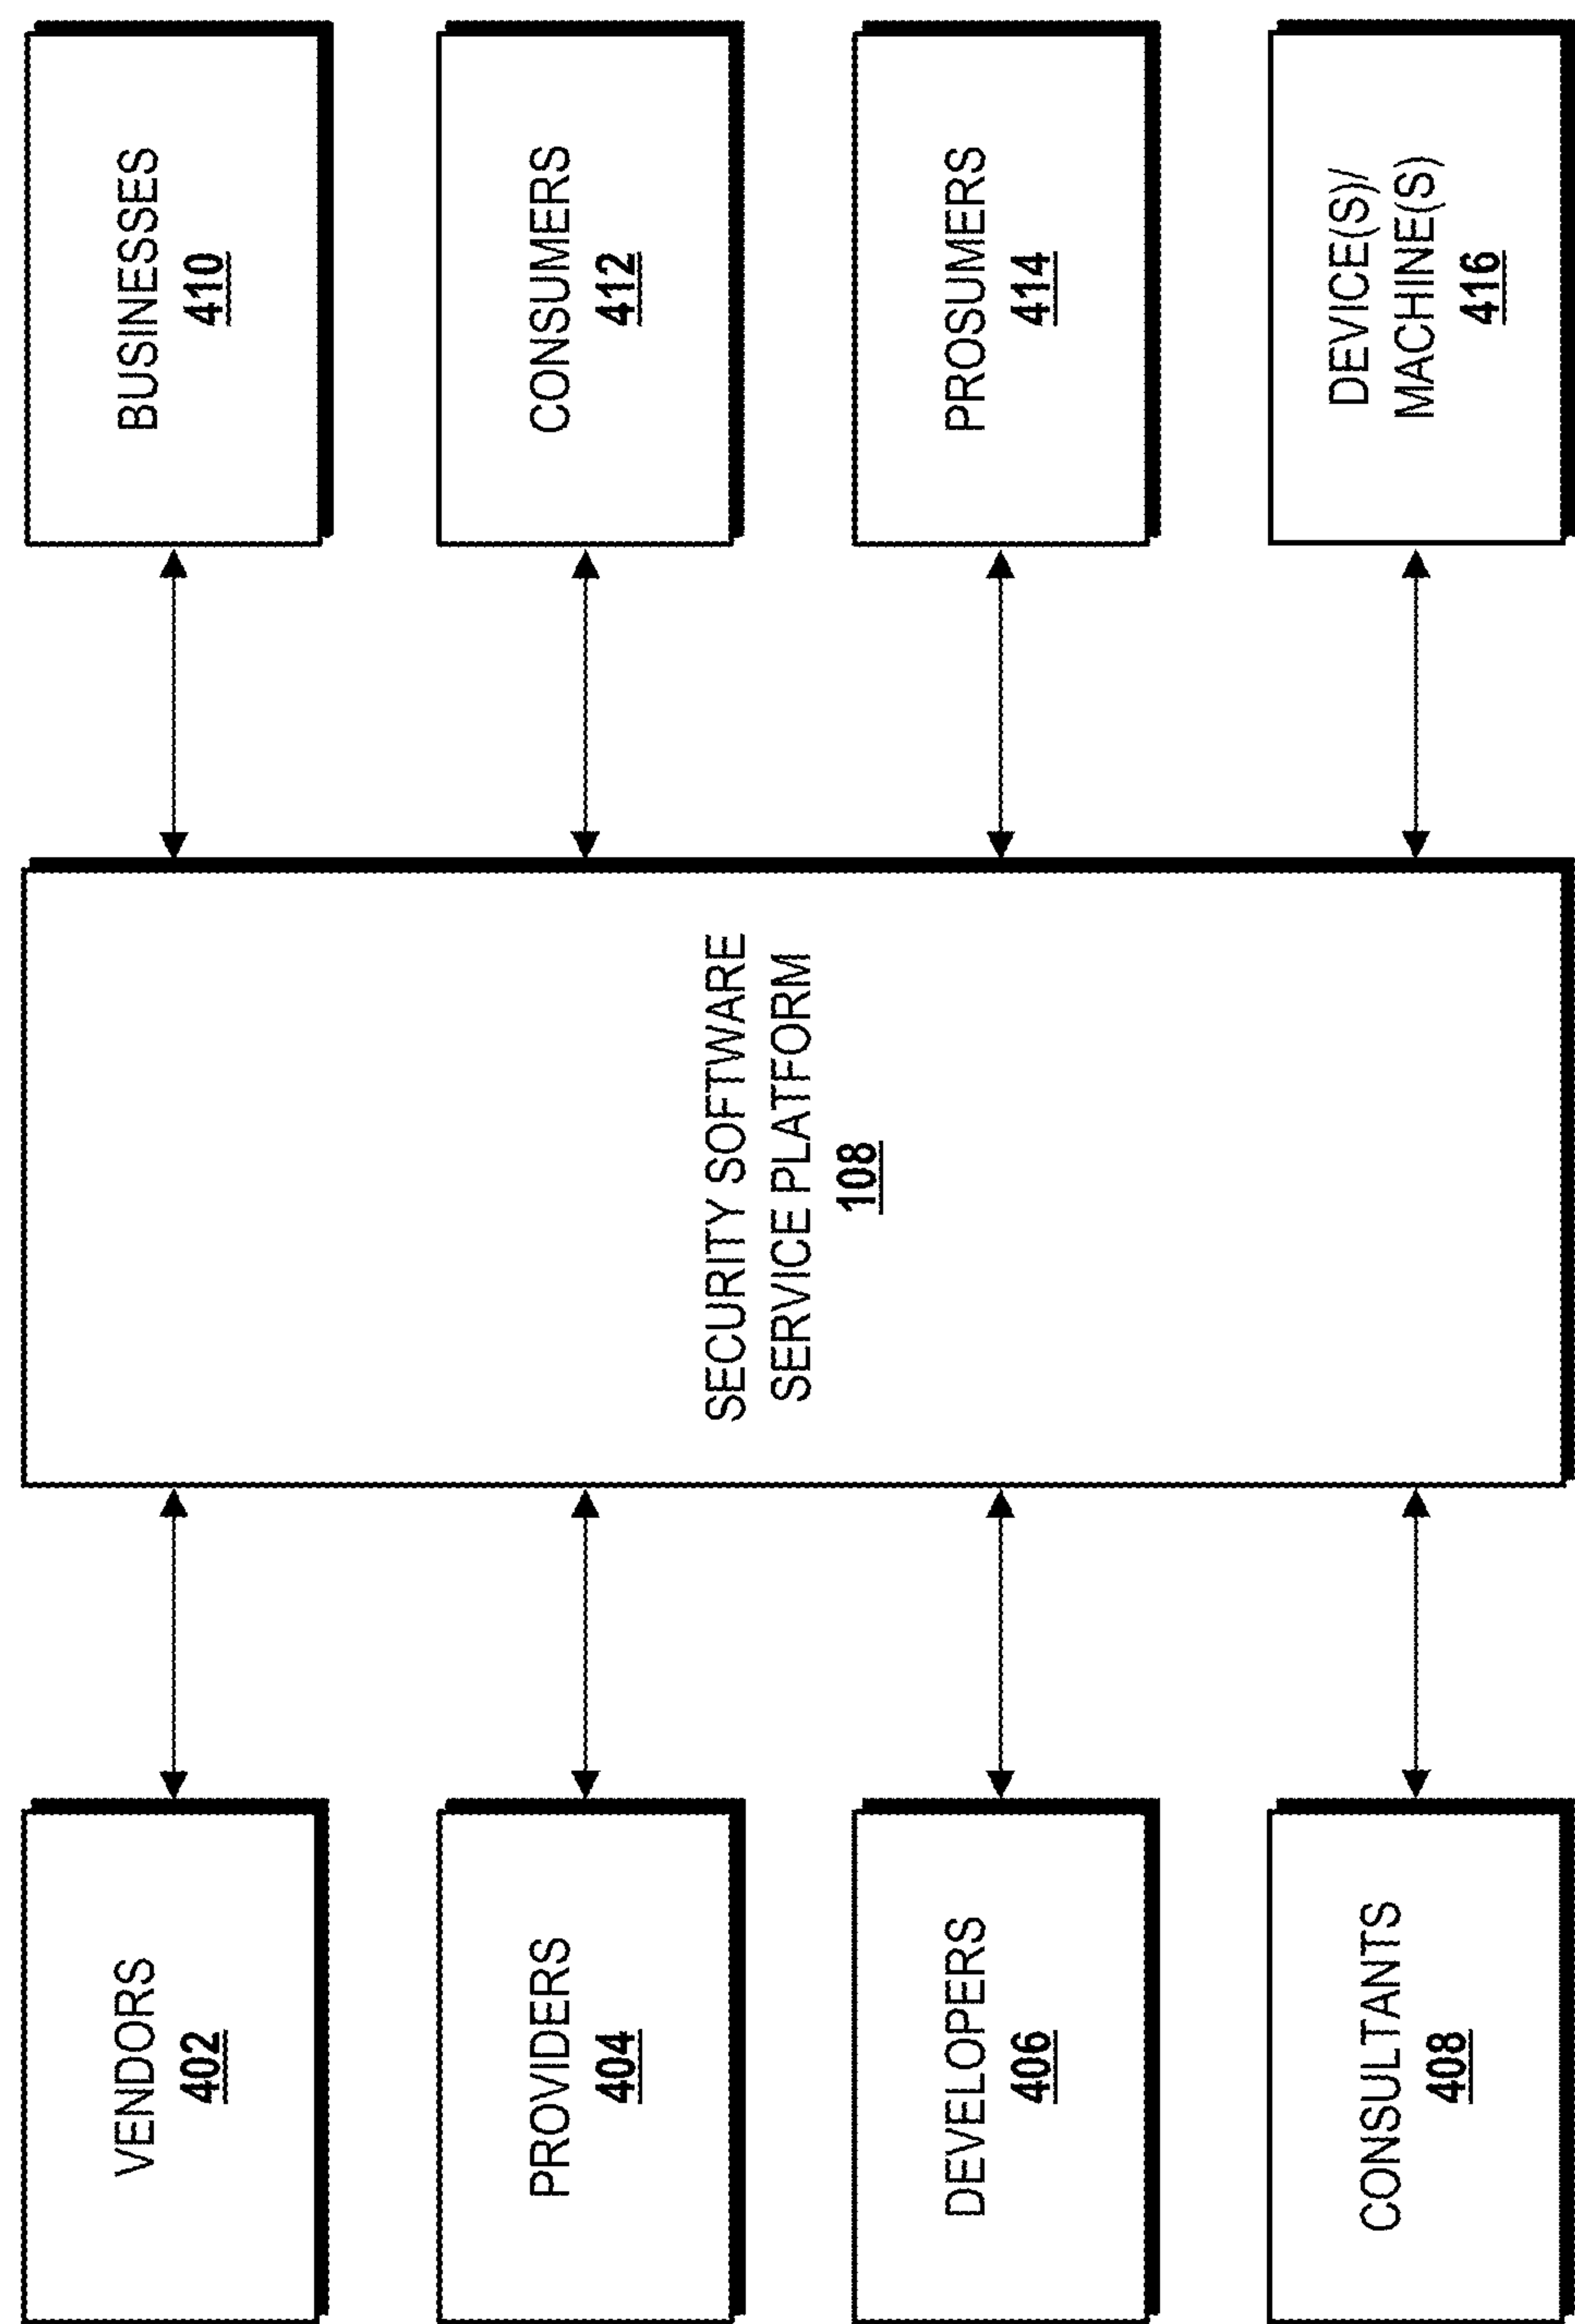 VENDORS
402
PROVIDERS
404
DEVELOPERS
406
CONSULTANTS
408
SECURITY SOFTWARE
SERVICE PLATFORM
108
BUSINESSES
410
CONSUMERS
412
PROSUMERS
414
DEVICE(S)/
MACHINE(S)
416